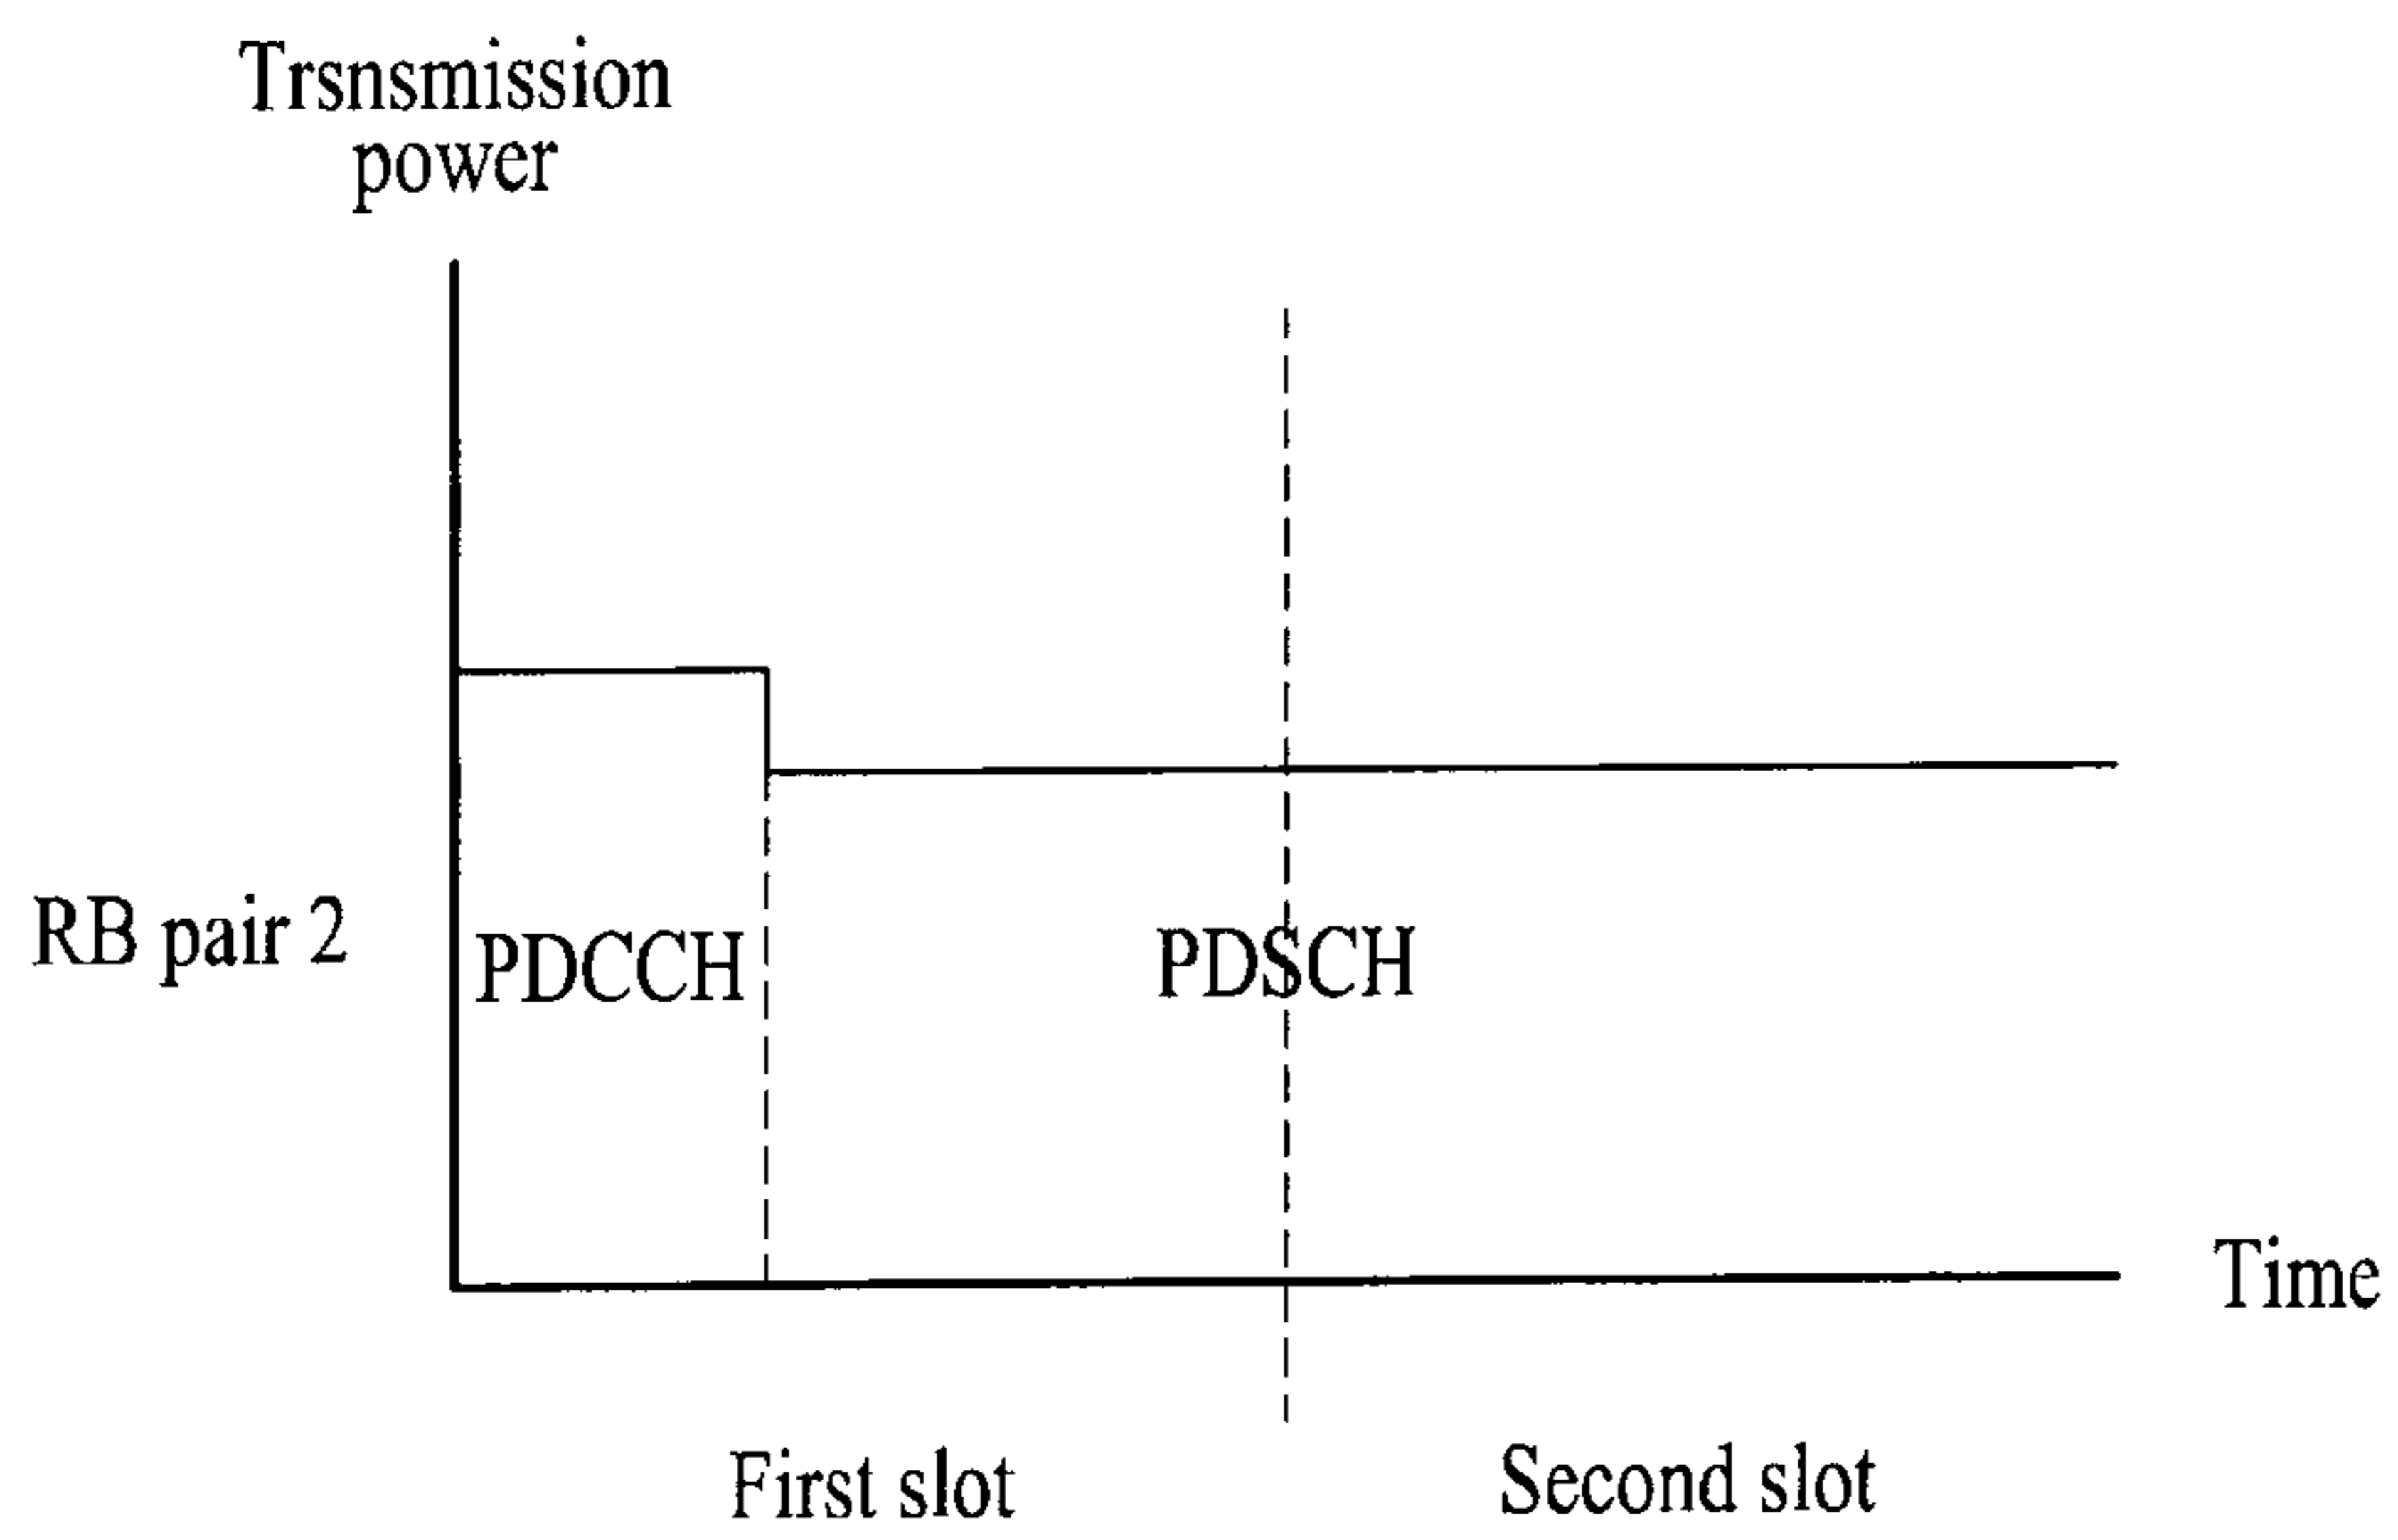 Trsnsmission
power
RB pair 2
PDCCH
PDSCH
Time
First slot
Second slot